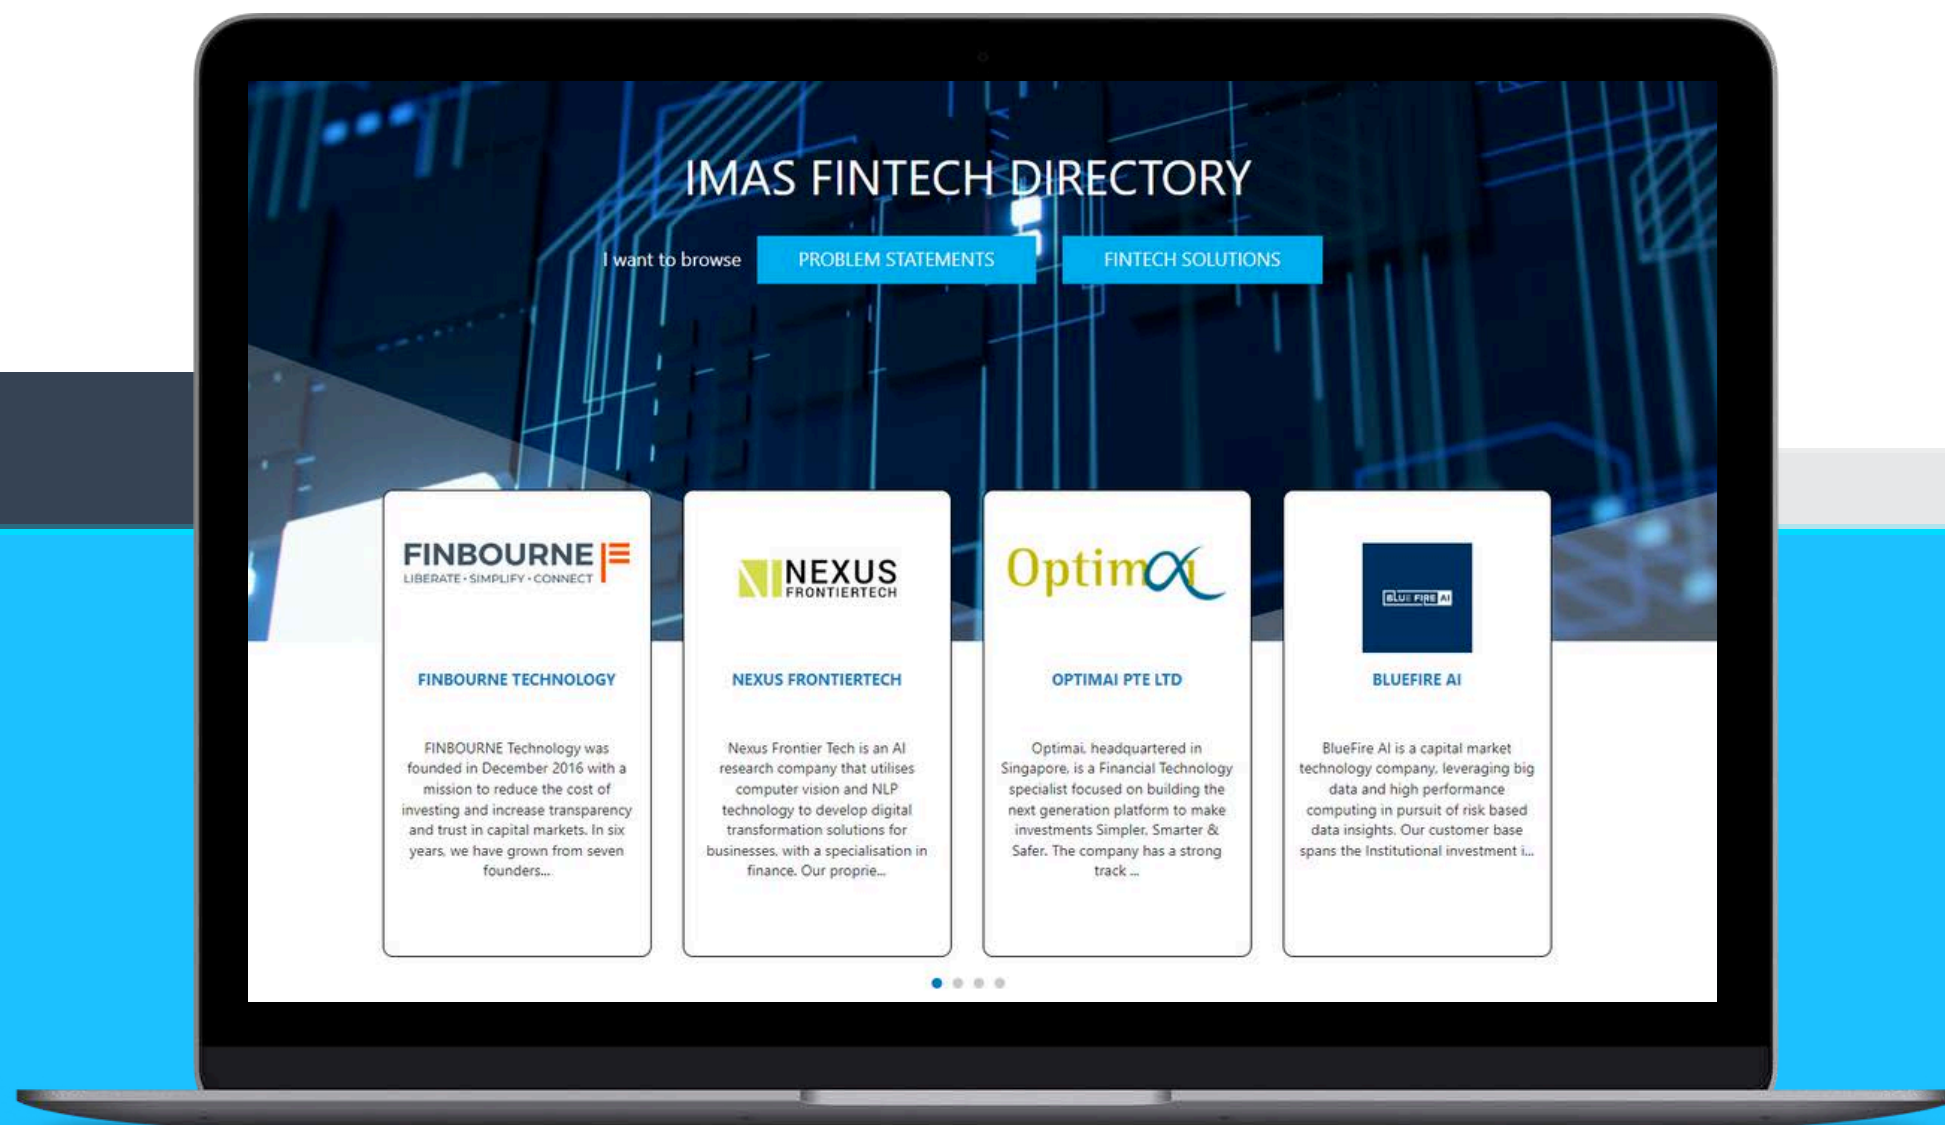 IMAS FINTECH DIRECTORY
I want to browse
PROBLEM STATEMENTS
FINTECH SOLUTIONS
FINBOURNE
LIBERATE • SIMPLIFY • CONNECT
FINBOURNE TECHNOLOGY
FINBOURNE Technology was
founded in December 2016 with a
mission to reduce the cost of
investing and increase transparency
and trust in capital markets. In six
years, we have grown from seven
founders...
NEXUS
FRONTIERTECH
NEXUS FRONTIERTECH
Nexus Frontier Tech is an AI
research company that utilises
computer vision and NLP
technology to develop digital
transformation solutions for
businesses, with a specialisation in
finance. Our proprie...
Optimai
OPTIMAI PTE LTD
Optimai, headquartered in
Singapore, is a Financial Technology
specialist focused on building the
next generation platform to make
investments Simpler, Smarter &
Safer. The company has a strong
track ...
BLUE FIRE AI
BLUEFIRE AI
BlueFire AI is a capital market
technology company, leveraging big
data and high performance
computing in pursuit of risk based
data insights. Our customer base
spans the Institutional investment i...